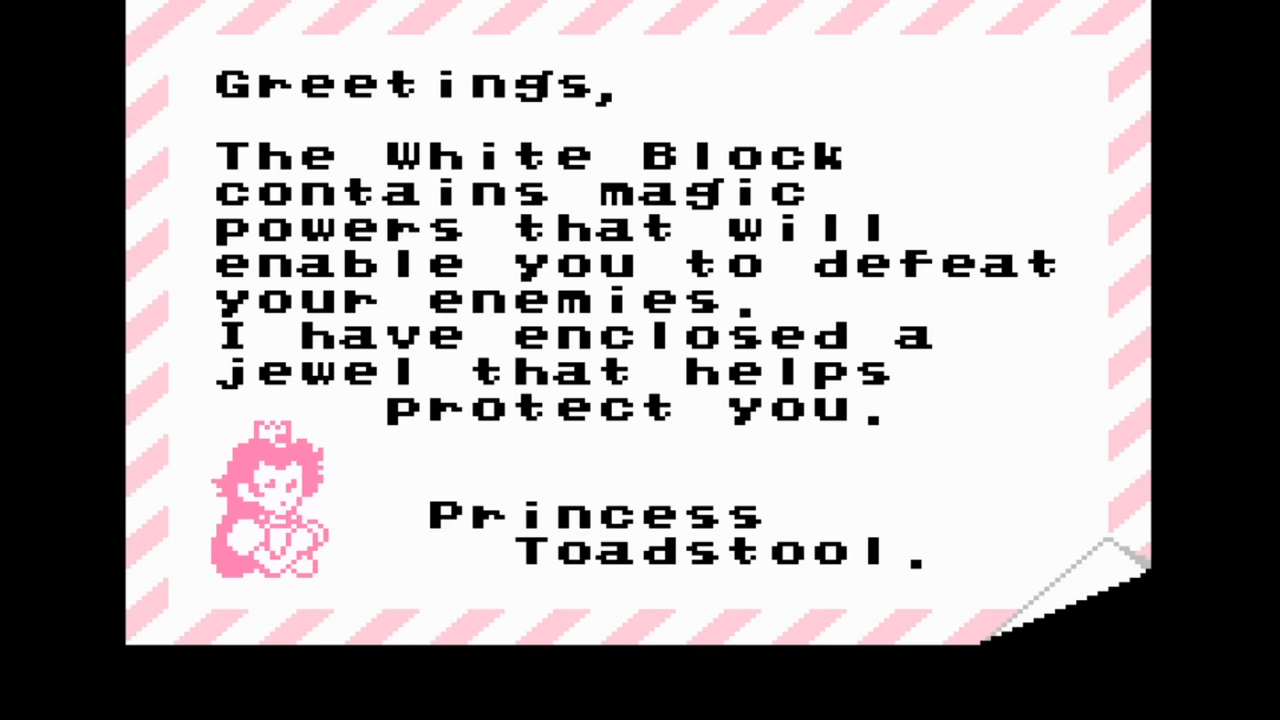 Greetings,
The White Block
contains magic
powers that will
enable you to defeat
your enemies.
I have enclosed a
jewel that helps
protect you.
Princess
Toadstool.